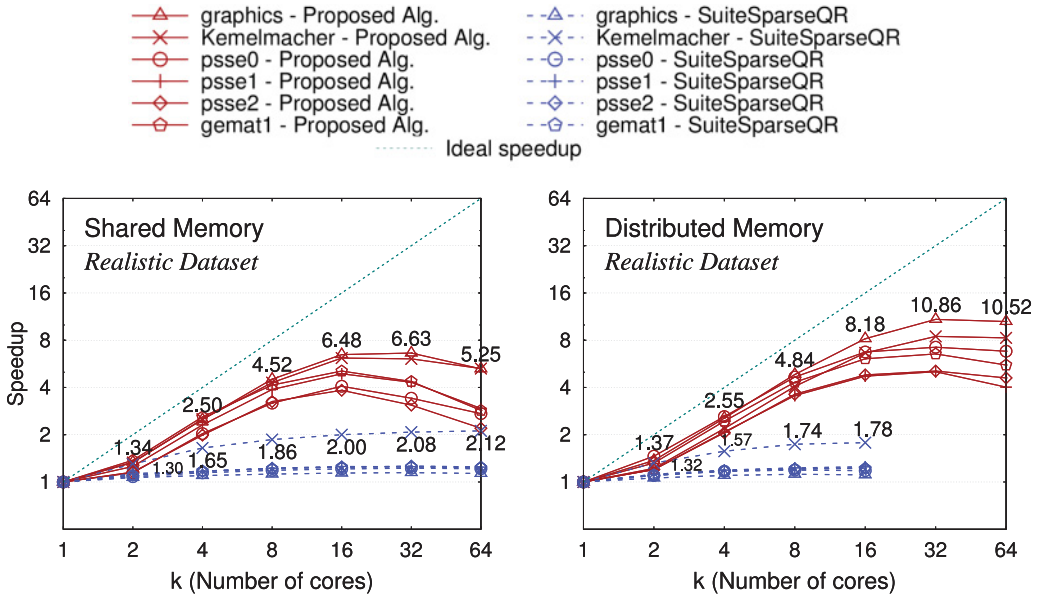 graphics - Proposed Alg.
Kemelmacher - Proposed Alg.
psse0 - Proposed Alg.
psse1 - Proposed Alg.
psse2 - Proposed Alg.
gemat1 - Proposed Alg.
graphics - SuiteSparseQR
Kemelmacher - SuiteSparseQR
psse0 - SuiteSparseQR
psse1 - SuiteSparseQR
psse2 - SuiteSparseQR
gemat1 - SuiteSparseQR
Ideal speedup
Shared Memory
Realistic Dataset
Speedup
64
32
16
8
4
2
1
1.34
2.50
4.52
6.48
6.63
5.25
1.30
1.65
1.86
2.00
2.08
2.12
1 2 4 8 16 32 64
k (Number of cores)
Distributed Memory
Realistic Dataset
64
32
16
8
4
2
1
1.37
2.55
4.84
8.18
10.86
10.52
1.32
1.57
1.74
1.78
1 2 4 8 16 32 64
k (Number of cores)